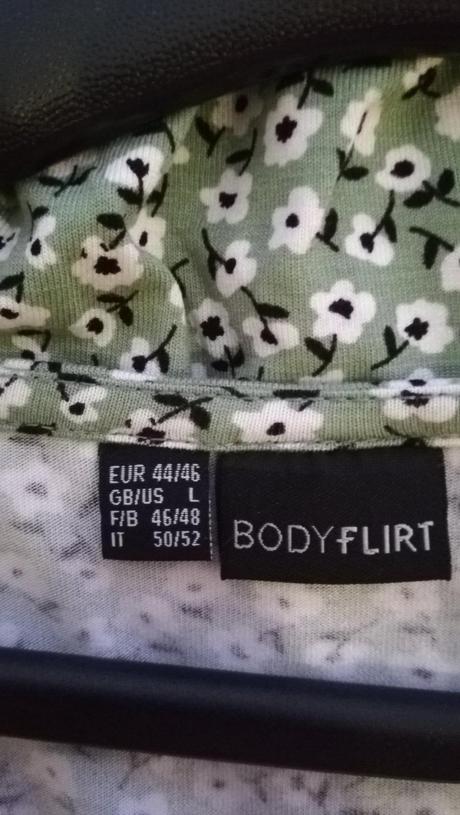 EUR 44/46
GB/US L
F/B 46/48
IT 50/52
BODYFLIRT